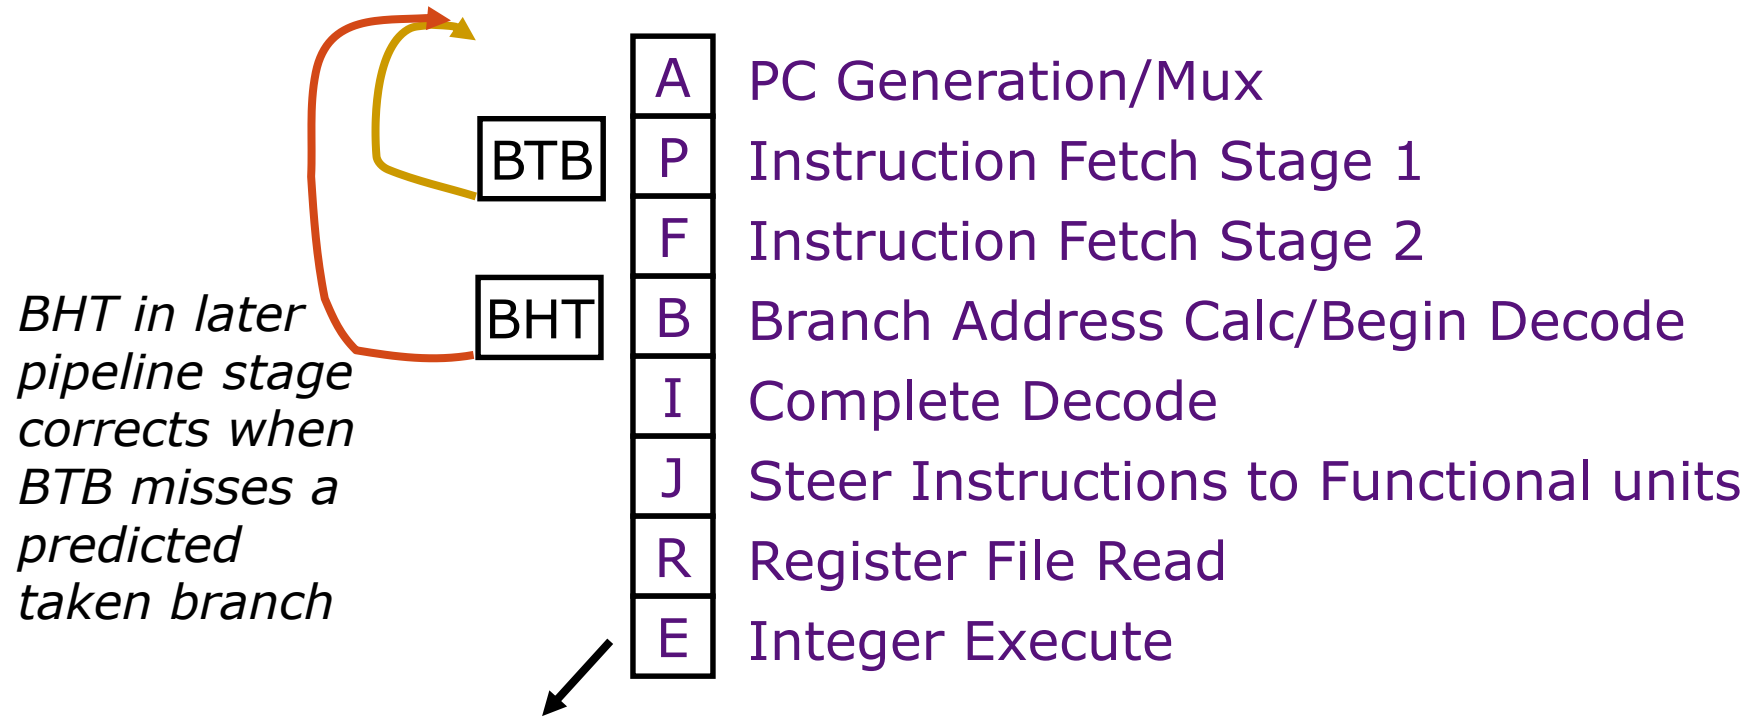 A PC Generation/Mux
BTB P Instruction Fetch Stage 1
F Instruction Fetch Stage 2
BHT B Branch Address Calc/Begin Decode
I Complete Decode
J Steer Instructions to Functional units
R Register File Read
E Integer Execute
BHT in later
pipeline stage
corrects when
BTB misses a
predicted
taken branch